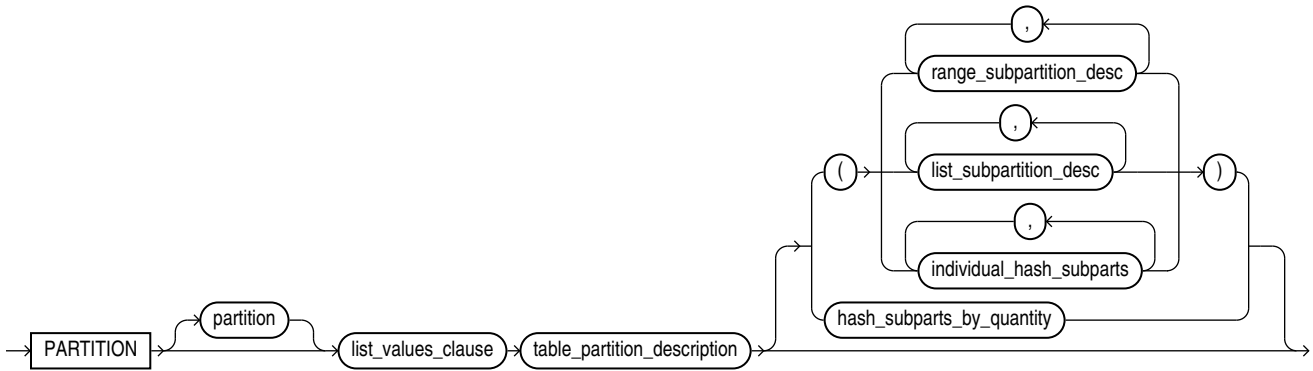 ,
range_subpartition_desc
,
( list_subpartition_desc )
,
individual_hash_subparts
partition hash_subparts_by_quantity
PARTITION list_values_clause table_partition_description